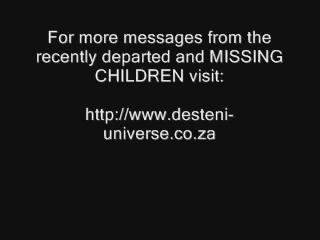 For more messages from the
recently departed and MISSING
CHILDREN visit:
http://www.desteni-
universe.co.za